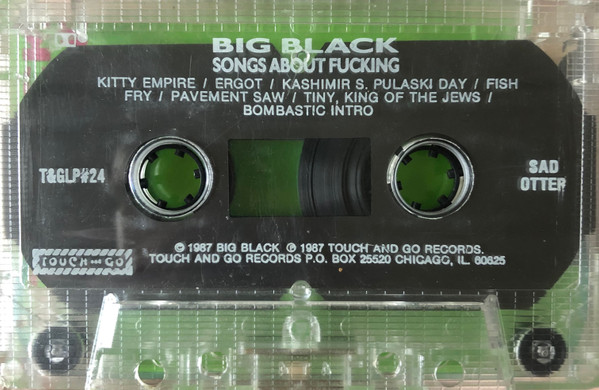 BIG BLACK
SONGS ABOUT FUCKING
KITTY EMPIRE / ERGOT / KASHIMIR S. PULASKI DAY / FISH
FRY / PAVEMENT SAW / TINY, KING OF THE JEWS /
BOMBASTIC INTRO
T&GLP#24
SAD
OTTER
© 1987 BIG BLACK ℗ 1987 TOUCH AND GO RECORDS.
TOUCH AND GO RECORDS P.O. BOX 25520 CHICAGO, IL. 60625
TOUCH AND GO